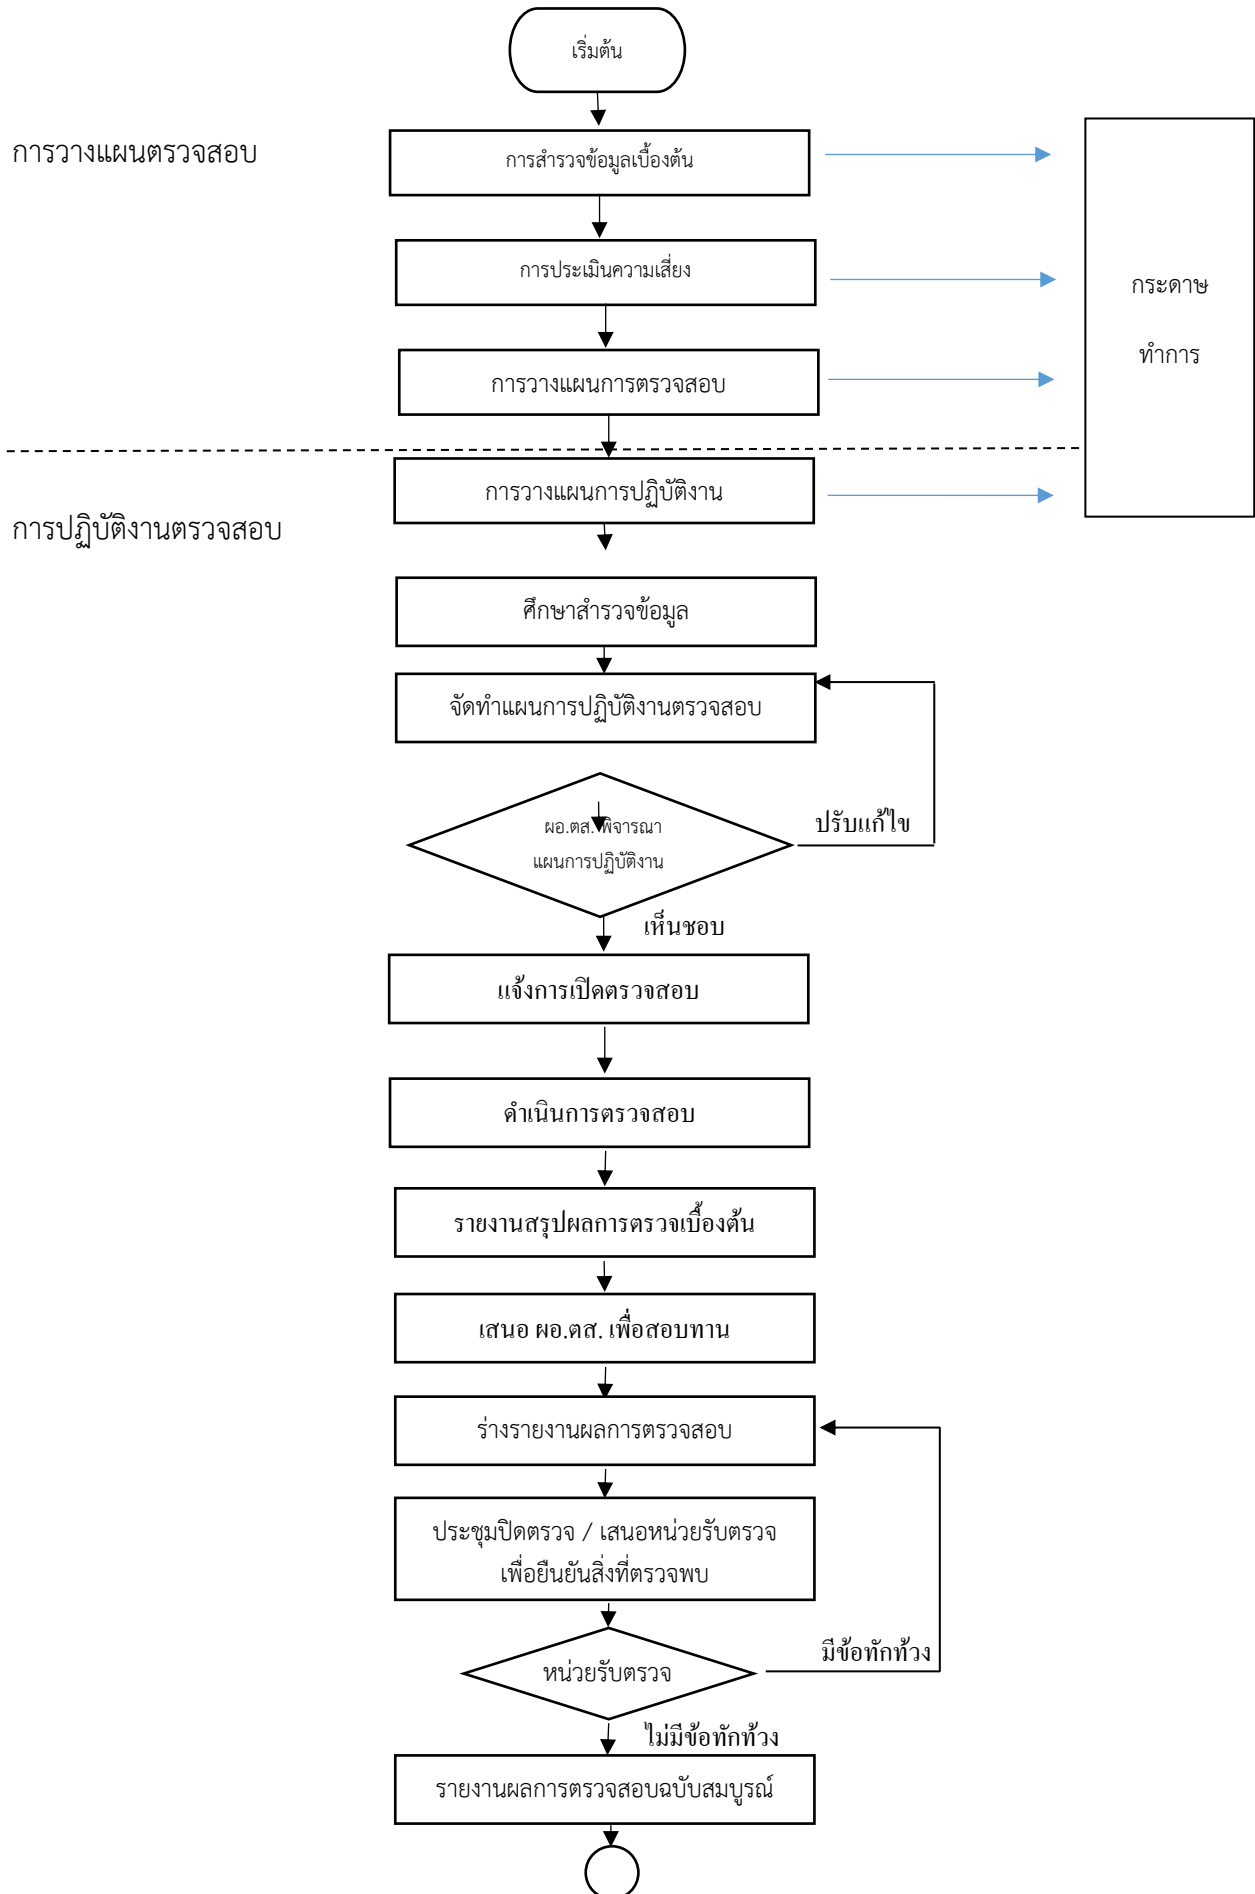 เริ่มต้น
การวางแผนตรวจสอบ
การสำรวจข้อมูลเบื้องต้น
การประเมินความเสี่ยง
กระดาษ
ทำการ
การวางแผนการตรวจสอบ
การวางแผนการปฏิบัติงาน
การปฏิบัติงานตรวจสอบ
ศึกษาสำรวจข้อมูล
จัดทำแผนการปฏิบัติงานตรวจสอบ
ผอ.ตส. พิจารณา
แผนการปฏิบัติงาน
ปรับแก้ไข
เห็นชอบ
แจ้งการเปิดตรวจสอบ
ดำเนินการตรวจสอบ
รายงานสรุปผลการตรวจเบื้องต้น
เสนอ ผอ.ตส. เพื่อสอบทาน
ร่างรายงานผลการตรวจสอบ
ประชุมปิดตรวจ / เสนอหน่วยรับตรวจ
เพื่อยืนยันสิ่งที่ตรวจพบ
มีข้อทักท้วง
หน่วยรับตรวจ
ไม่มีข้อทักท้วง
รายงานผลการตรวจสอบฉบับสมบูรณ์